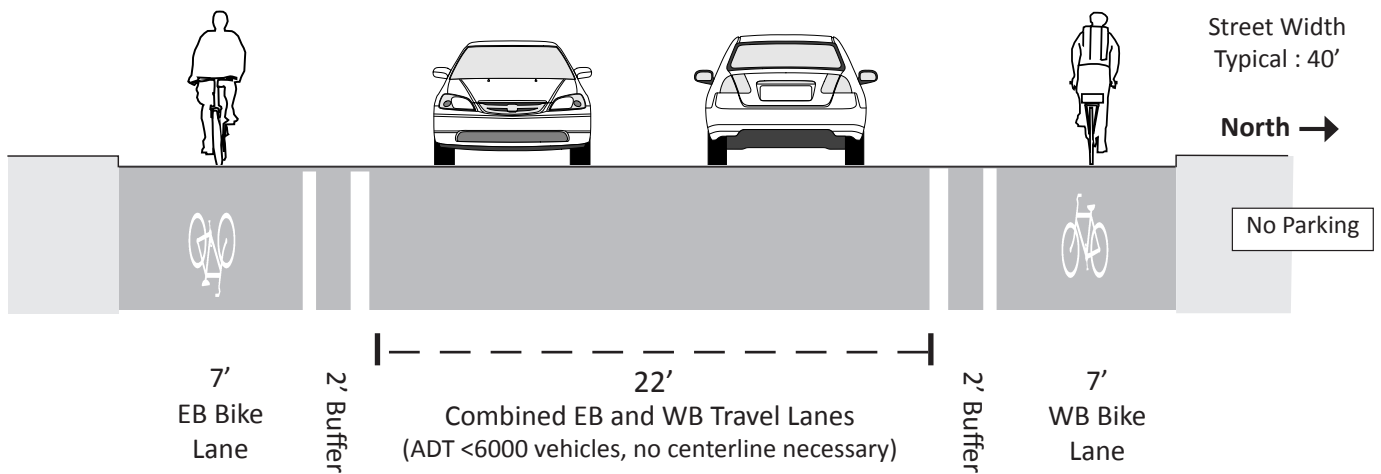 Street Width
Typical : 40’
North
No Parking
7’
EB Bike
Lane
2’ Buffer
22’
Combined EB and WB Travel Lanes
(ADT <6000 vehicles, no centerline necessary)
2’ Buffer
7’
WB Bike
Lane